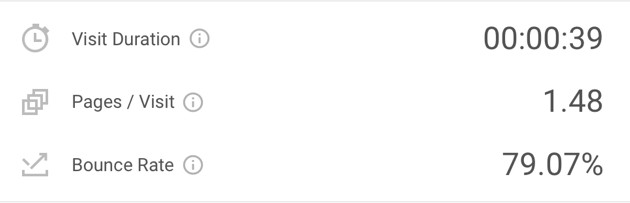 Visit Duration 00:00:39
Pages / Visit 1.48
Bounce Rate 79.07%